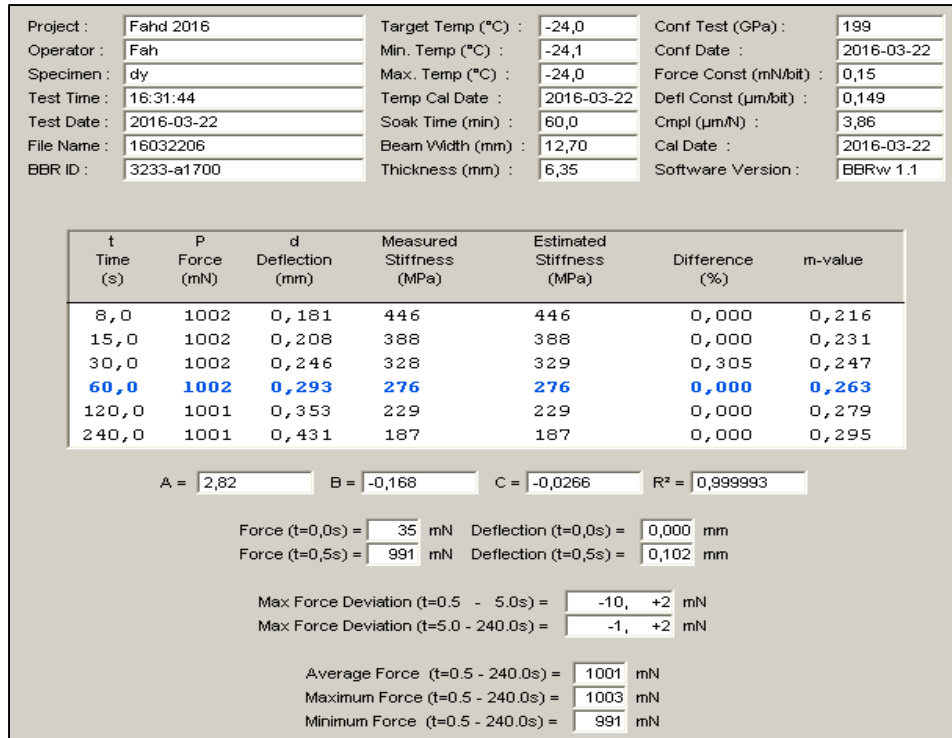 Project : Fahd 2016 Target Temp (°C) : -24,0 Conf Test (GPa) : 199
Operator : Fah Min. Temp (°C) : -24,1 Conf Date : 2016-03-22
Specimen : dy Max. Temp (°C) : -24,0 Force Const (mN/bit) : 0,15
Test Time : 16:31:44 Temp Cal Date : 2016-03-22 Defl Const (µm/bit) : 0,149
Test Date : 2016-03-22 Soak Time (min) : 60,0 Cmpl (µm/N) : 3,86
File Name : 16032206 Beam Width (mm) : 12,70 Cal Date : 2016-03-22
BBR ID : 3233-a1700 Thickness (mm) : 6,35 Software Version : BBRw 1.1
t P d Measured Estimated
Time Force Deflection Stiffness Stiffness Difference m-value
(s) (mN) (mm) (MPa) (MPa) (%)
8,0 1002 0,181 446 446 0,000 0,216
15,0 1002 0,208 388 388 0,000 0,231
30,0 1002 0,246 328 329 0,305 0,247
60,0 1002 0,293 276 276 0,000 0,263
120,0 1001 0,353 229 229 0,000 0,279
240,0 1001 0,431 187 187 0,000 0,295
A = 2,82 B = -0,168 C = -0,0266 R² = 0,999993
Force (t=0,0s) = 35 mN Deflection (t=0,0s) = 0,000 mm
Force (t=0,5s) = 991 mN Deflection (t=0,5s) = 0,102 mm
Max Force Deviation (t=0.5 - 5.0s) = -10, +2 mN
Max Force Deviation (t=5.0 - 240.0s) = -1, +2 mN
Average Force (t=0.5 - 240.0s) = 1001 mN
Maximum Force (t=0.5 - 240.0s) = 1003 mN
Minimum Force (t=0.5 - 240.0s) = 991 mN